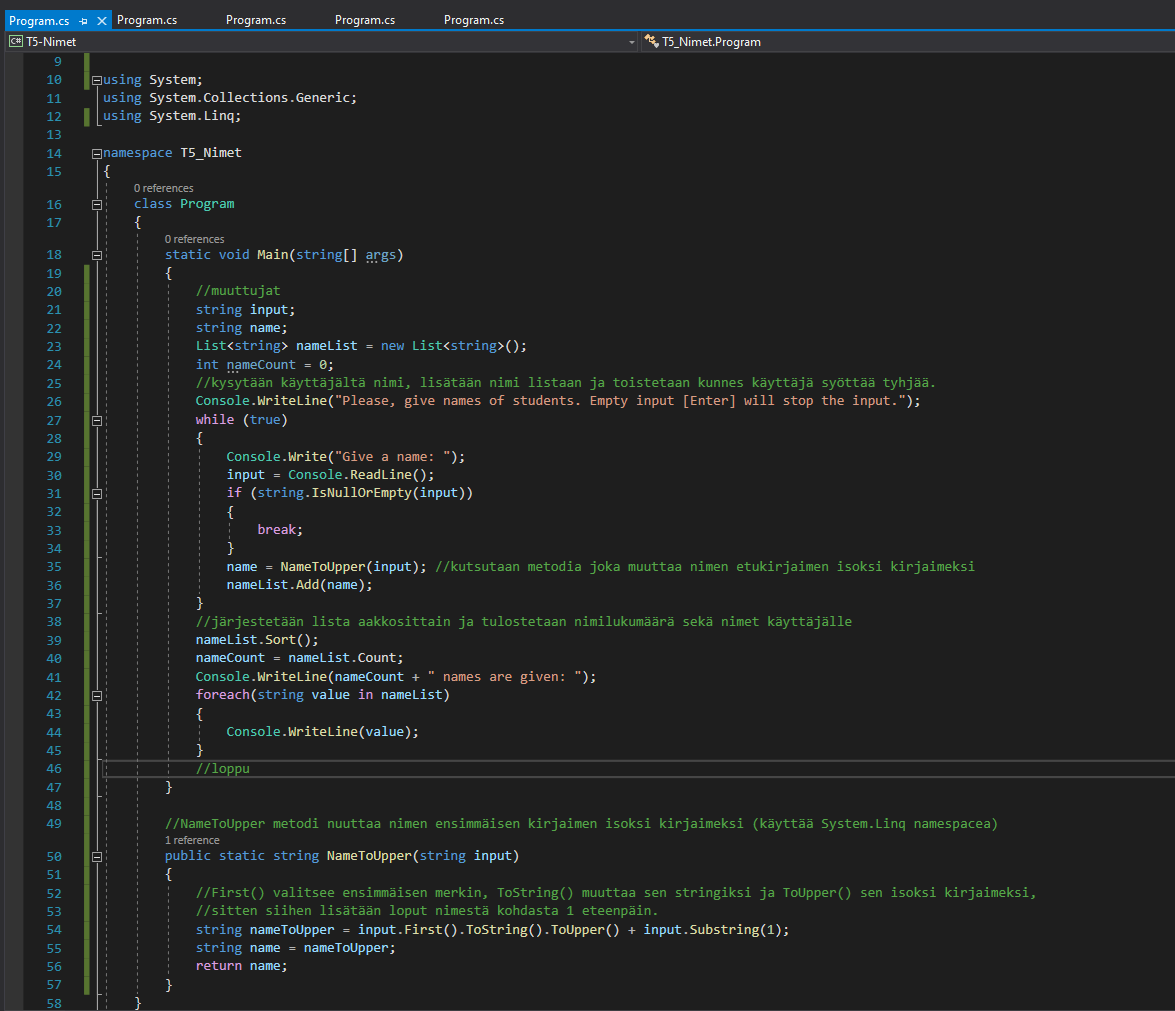 Program.cs Program.cs Program.cs Program.cs Program.cs
C# T5-Nimet T5_Nimet.Program
9
10 using System;
11 using System.Collections.Generic;
12 using System.Linq;
13
14 namespace T5_Nimet
15 {
0 references
16 class Program
17 {
0 references
18 static void Main(string[] args)
19 {
20 //muuttujat
21 string input;
22 string name;
23 List<string> nameList = new List<string>();
24 int nameCount = 0;
25 //kysytään käyttäjältä nimi, lisätään nimi listaan ja toistetaan kunnes käyttäjä syöttää tyhjää.
26 Console.WriteLine("Please, give names of students. Empty input [Enter] will stop the input.");
27 while (true)
28 {
29 Console.Write("Give a name: ");
30 input = Console.ReadLine();
31 if (string.IsNullOrEmpty(input))
32 {
33 break;
34 }
35 name = NameToUpper(input); //kutsutaan metodia joka muuttaa nimen etukirjaimen isoksi kirjaimeksi
36 nameList.Add(name);
37 }
38 //järjestetään lista aakkosittain ja tulostetaan nimilukumäärä sekä nimet käyttäjälle
39 nameList.Sort();
40 nameCount = nameList.Count;
41 Console.WriteLine(nameCount + " names are given: ");
42 foreach(string value in nameList)
43 {
44 Console.WriteLine(value);
45 }
46 //loppu
47 }
48
49 //NameToUpper metodi nuuttaa nimen ensimmäisen kirjaimen isoksi kirjaimeksi (käyttää System.Linq namespacea)
1 reference
50 public static string NameToUpper(string input)
51 {
52 //First() valitsee ensimmäisen merkin, ToString() muuttaa sen stringiksi ja ToUpper() sen isoksi kirjaimeksi,
53 //sitten siihen lisätään loput nimestä kohdasta 1 eteenpäin.
54 string nameToUpper = input.First().ToString().ToUpper() + input.Substring(1);
55 string name = nameToUpper;
56 return name;
57 }
58 }